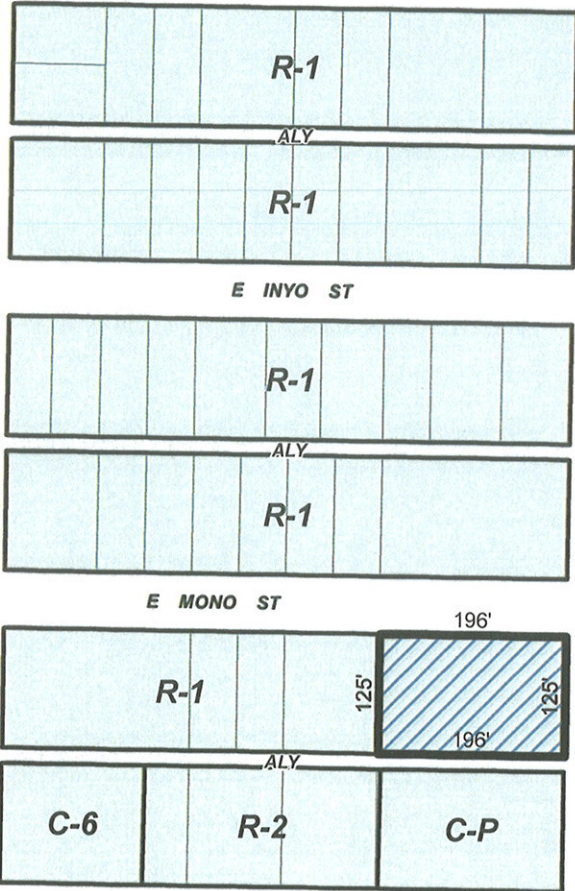 R-1
ALY
R-1
E INYO ST
R-1
ALY
R-1
E MONO ST
196'
R-1
125'
125'
196'
ALY
C-6
R-2
C-P